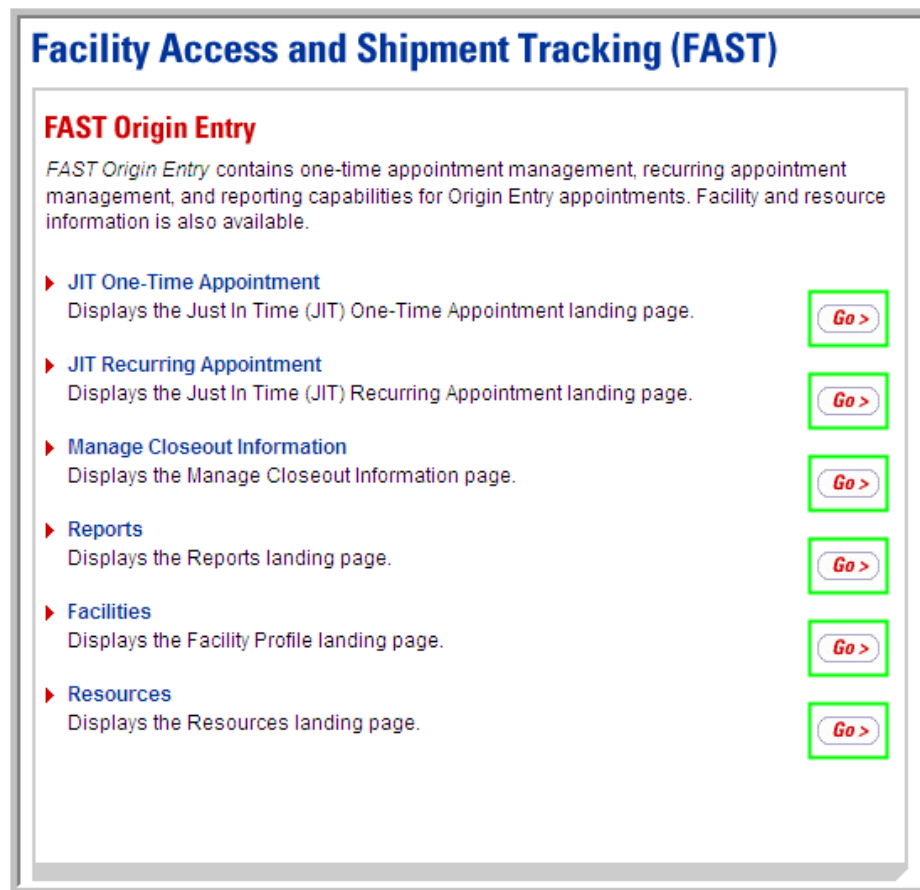 Facility Access and Shipment Tracking (FAST)
FAST Origin Entry
FAST Origin Entry contains one-time appointment management, recurring appointment
management, and reporting capabilities for Origin Entry appointments. Facility and resource
information is also available.
JIT One-Time Appointment
Displays the Just In Time (JIT) One-Time Appointment landing page.
Go >
JIT Recurring Appointment
Displays the Just In Time (JIT) Recurring Appointment landing page.
Go >
Manage Closeout Information
Displays the Manage Closeout Information page.
Go >
Reports
Displays the Reports landing page.
Go >
Facilities
Displays the Facility Profile landing page.
Go >
Resources
Displays the Resources landing page.
Go >